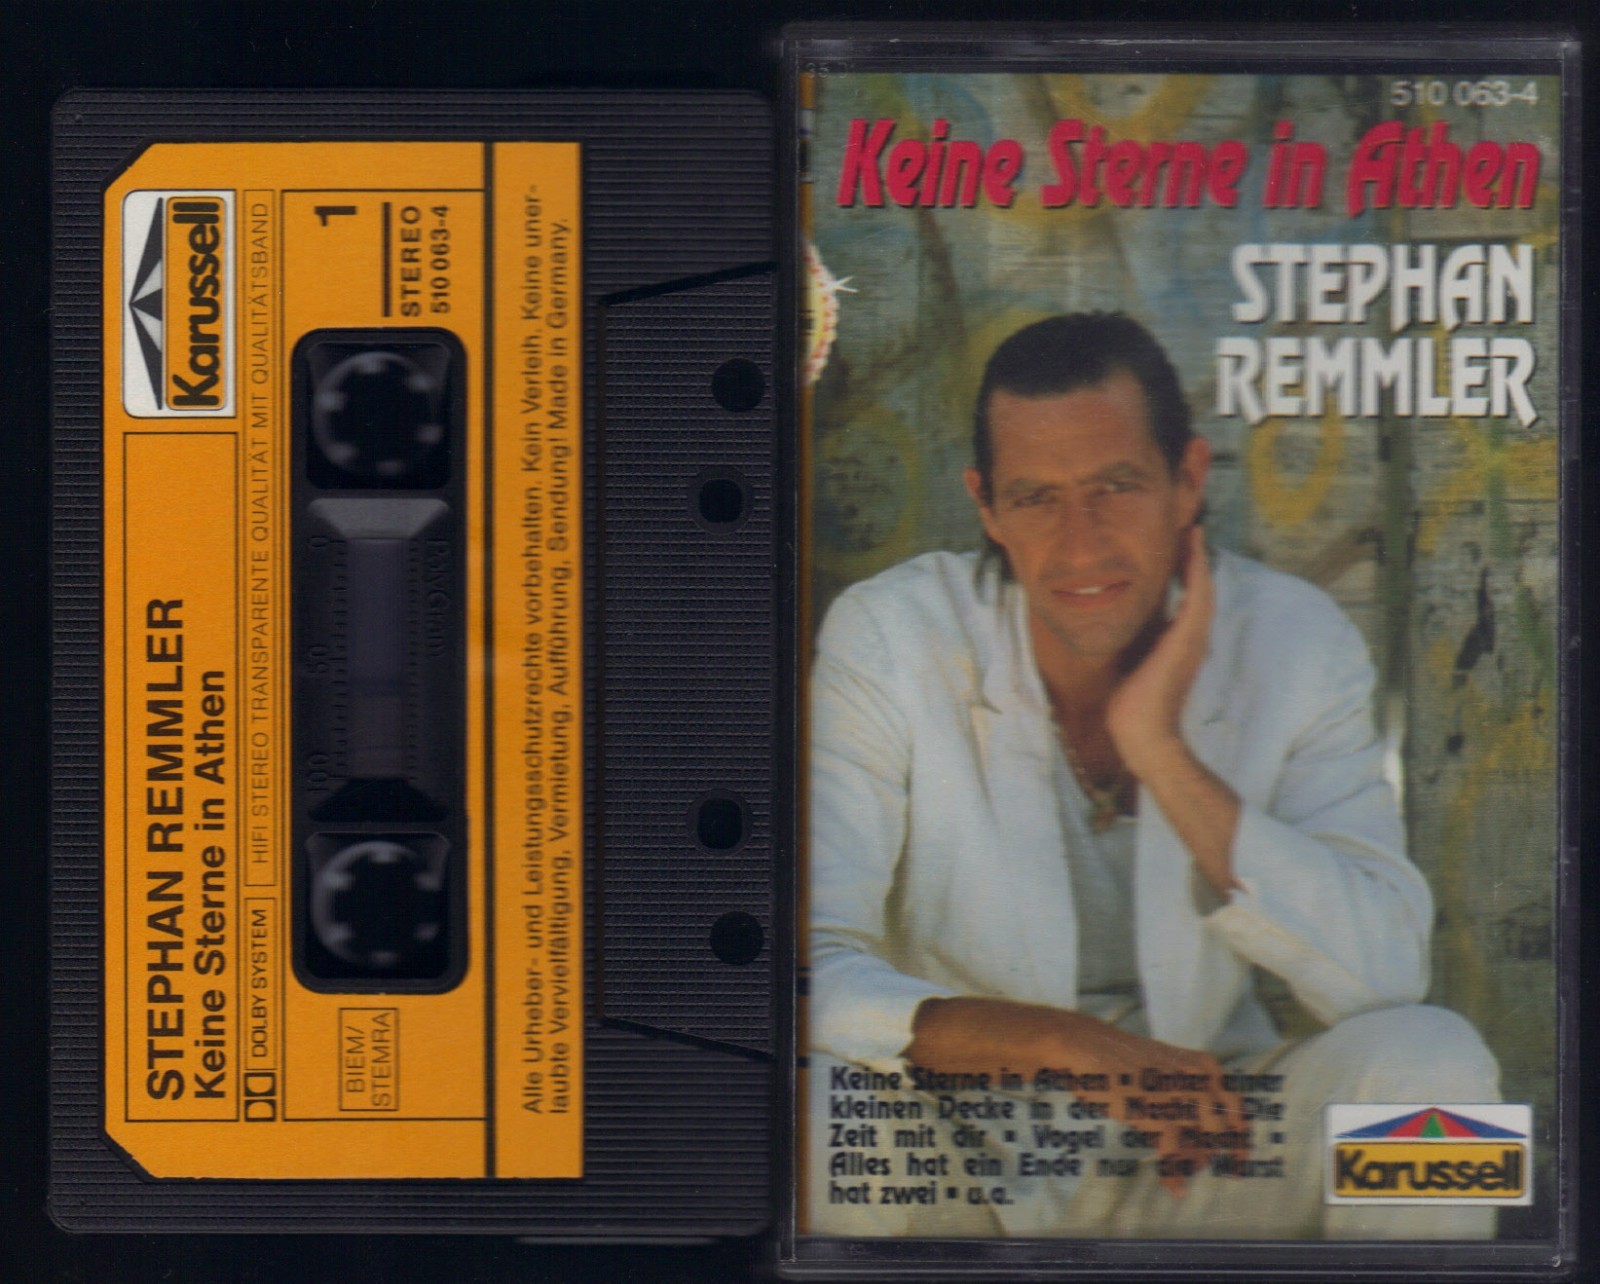 Karussell
STEPHAN REMMLER
Keine Sterne in Athen
DOLBY SYSTEM
HIFI STEREO TRANSPARENTE QUALITÄT MIT QUALITÄTSBAND
1
STEREO
510 063-4
BIEM/
STEMRA
0
50
100
Alle Urheber- und Leistungsschutzrechte vorbehalten. Kein Verleih. Keine uner-
laubte Vervielfältigung, Vermietung, Aufführung, Sendung! Made in Germany.
510 063-4
Keine Sterne in Athen
STEPHAN
REMMLER
Keine Sterne in Athen ▪ Unter einer
kleinen Decke in der Nacht ▪ Die
Zeit mit dir ▪ Vogel der Nacht ▪
Alles hat ein Ende nur die Wurst
hat zwei ▪ u.a.
Karussell